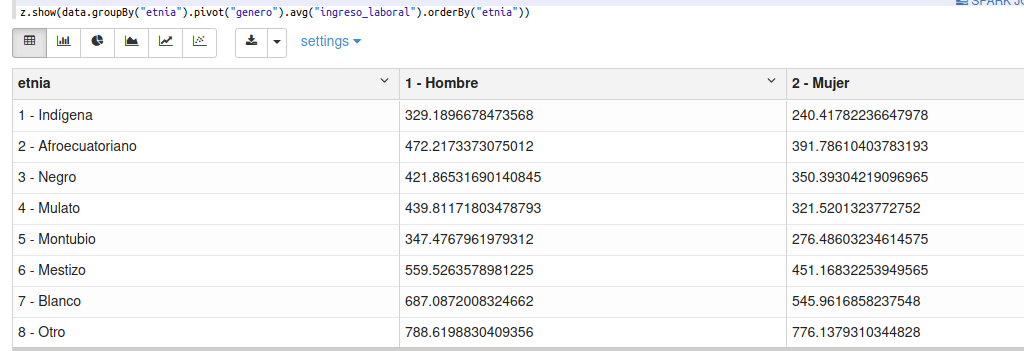 SPARK JO
z.show(data.groupBy("etnia").pivot("genero").avg("ingreso_laboral").orderBy("etnia"))
settings
etnia 1 - Hombre 2 - Mujer
1 - Indígena 329.1896678473568 240.41782236647978
2 - Afroecuatoriano 472.2173373075012 391.78610403783193
3 - Negro 421.86531690140845 350.39304219096965
4 - Mulato 439.81171803478793 321.5201323772752
5 - Montubio 347.4767961979312 276.48603234614575
6 - Mestizo 559.5263578981225 451.16832253949565
7 - Blanco 687.0872008324662 545.9616858237548
8 - Otro 788.6198830409356 776.1379310344828